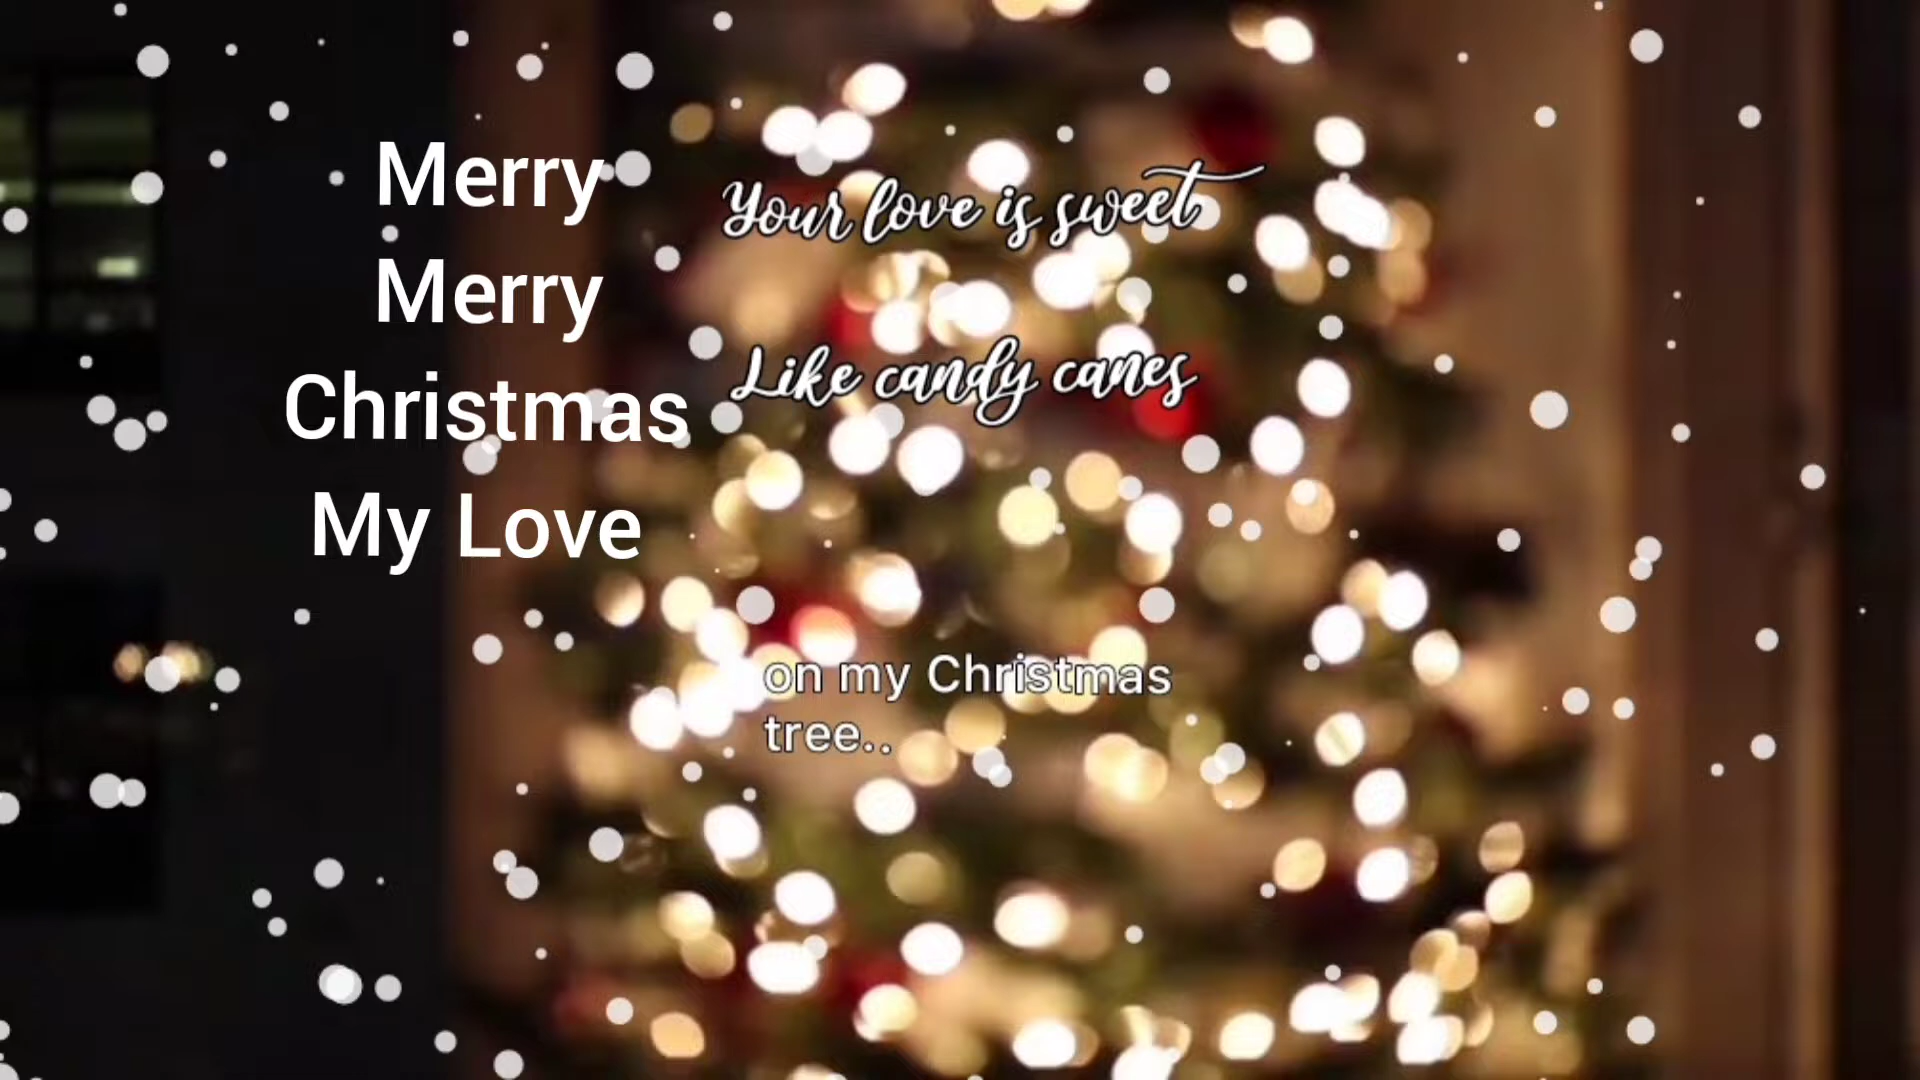 Merry
Merry
Christmas
My Love
Your love is sweet
Like candy canes
on my Christmas
tree..